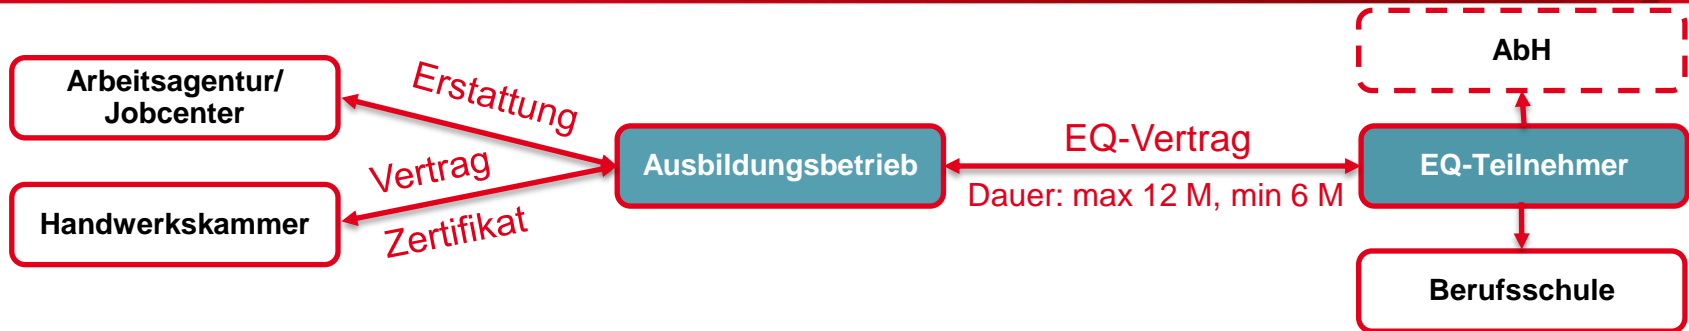 Arbeitsagentur/
Jobcenter
Handwerkskammer
Erstattung
Vertrag
Zertifikat
Ausbildungsbetrieb
EQ-Vertrag
Dauer: max 12 M, min 6 M
AbH
EQ-Teilnehmer
Berufsschule